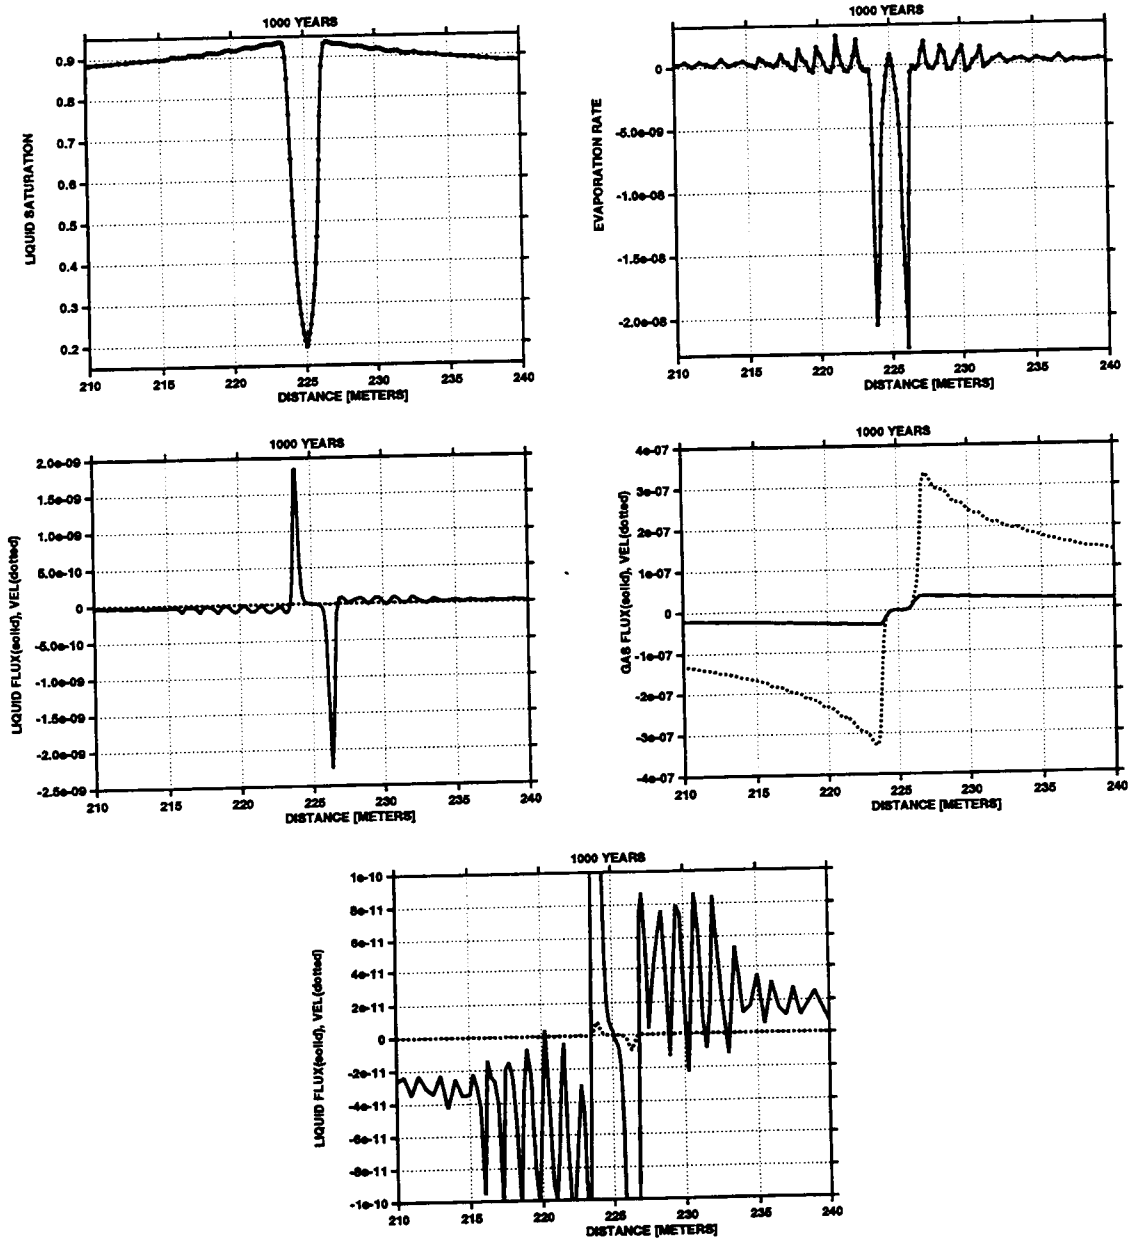 1000 YEARS
LIQUID SATURATION
0.9
0.8
0.7
0.6
0.5
0.4
0.3
0.2
210 215 220 225 230 235 240
DISTANCE [METERS]
1000 YEARS
EVAPORATION RATE
0
-5.0e-09
-1.0e-08
-1.5e-08
-2.0e-08
210 215 220 225 230 235 240
DISTANCE [METERS]
1000 YEARS
LIQUID FLUX(solid), VEL(dotted)
2.0e-09
1.5e-09
1.0e-09
5.0e-10
0
-5.0e-10
-1.0e-09
-1.5e-09
-2.0e-09
-2.5e-09
210 215 220 225 230 235 240
DISTANCE [METERS]
1000 YEARS
GAS FLUX(solid), VEL(dotted)
4e-07
3e-07
2e-07
1e-07
0
-1e-07
-2e-07
-3e-07
-4e-07
210 215 220 225 230 235 240
DISTANCE [METERS]
1000 YEARS
LIQUID FLUX(solid), VEL(dotted)
1e-10
8e-11
6e-11
4e-11
2e-11
0
-2e-11
-4e-11
-6e-11
-8e-11
-1e-10
210 215 220 225 230 235 240
DISTANCE [METERS]